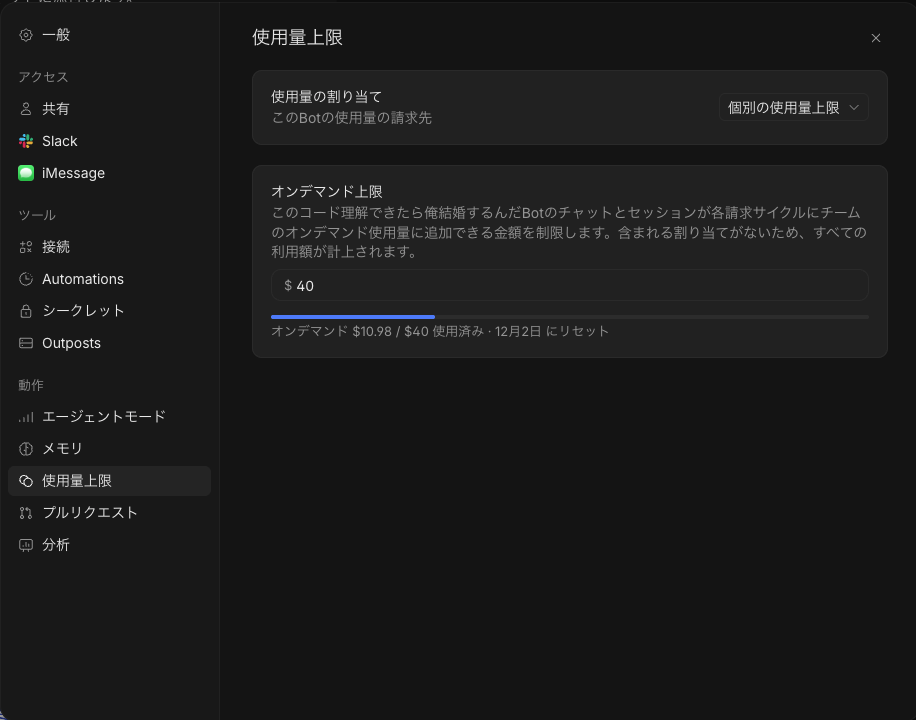 一般
アクセス
共有
Slack
iMessage
ツール
接続
Automations
シークレット
Outposts
動作
エージェントモード
メモリ
使用量上限
プルリクエスト
分析
使用量上限
使用量の割り当て
このBotの使用量の請求先
個別の使用量上限
オンデマンド上限
このコード理解できたら俺結婚するんだBotのチャットとセッションが各請求サイクルにチーム
のオンデマンド使用量に追加できる金額を制限します。含まれる割り当てがないため、すべての
利用額が計上されます。
$ 40
オンデマンド $10.98 / $40 使用済み · 12月2日 にリセット